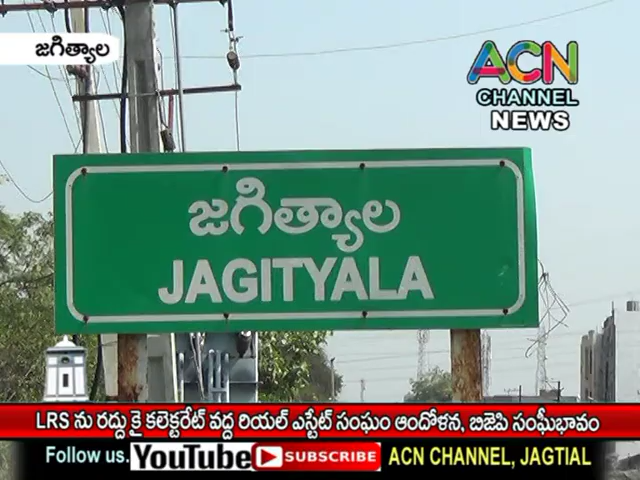 జగిత్యాల
ACN
CHANNEL
NEWS
జగిత్యాల
JAGITYALA
LRS ను రద్దు కై కలెక్టరేట్ వద్ద రియల్ ఎస్టేట్ సంఘం ఆందోళన, బిజెపి సంఘీభావం
Follow us. YouTube SUBSCRIBE ACN CHANNEL, JAGTIAL